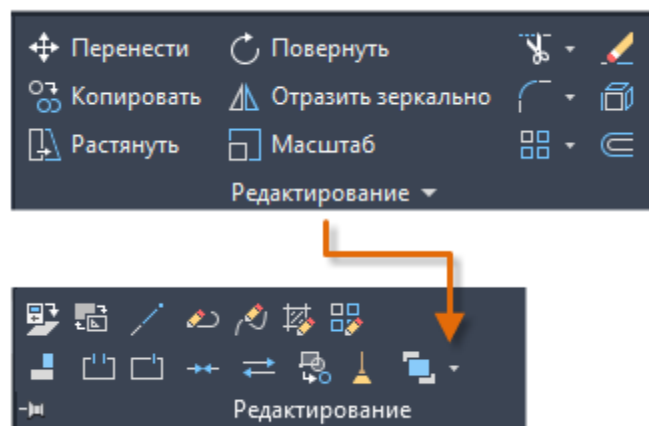 Перенести Повернуть
Копировать Отразить зеркально
Растянуть Масштаб
Редактирование
Редактирование